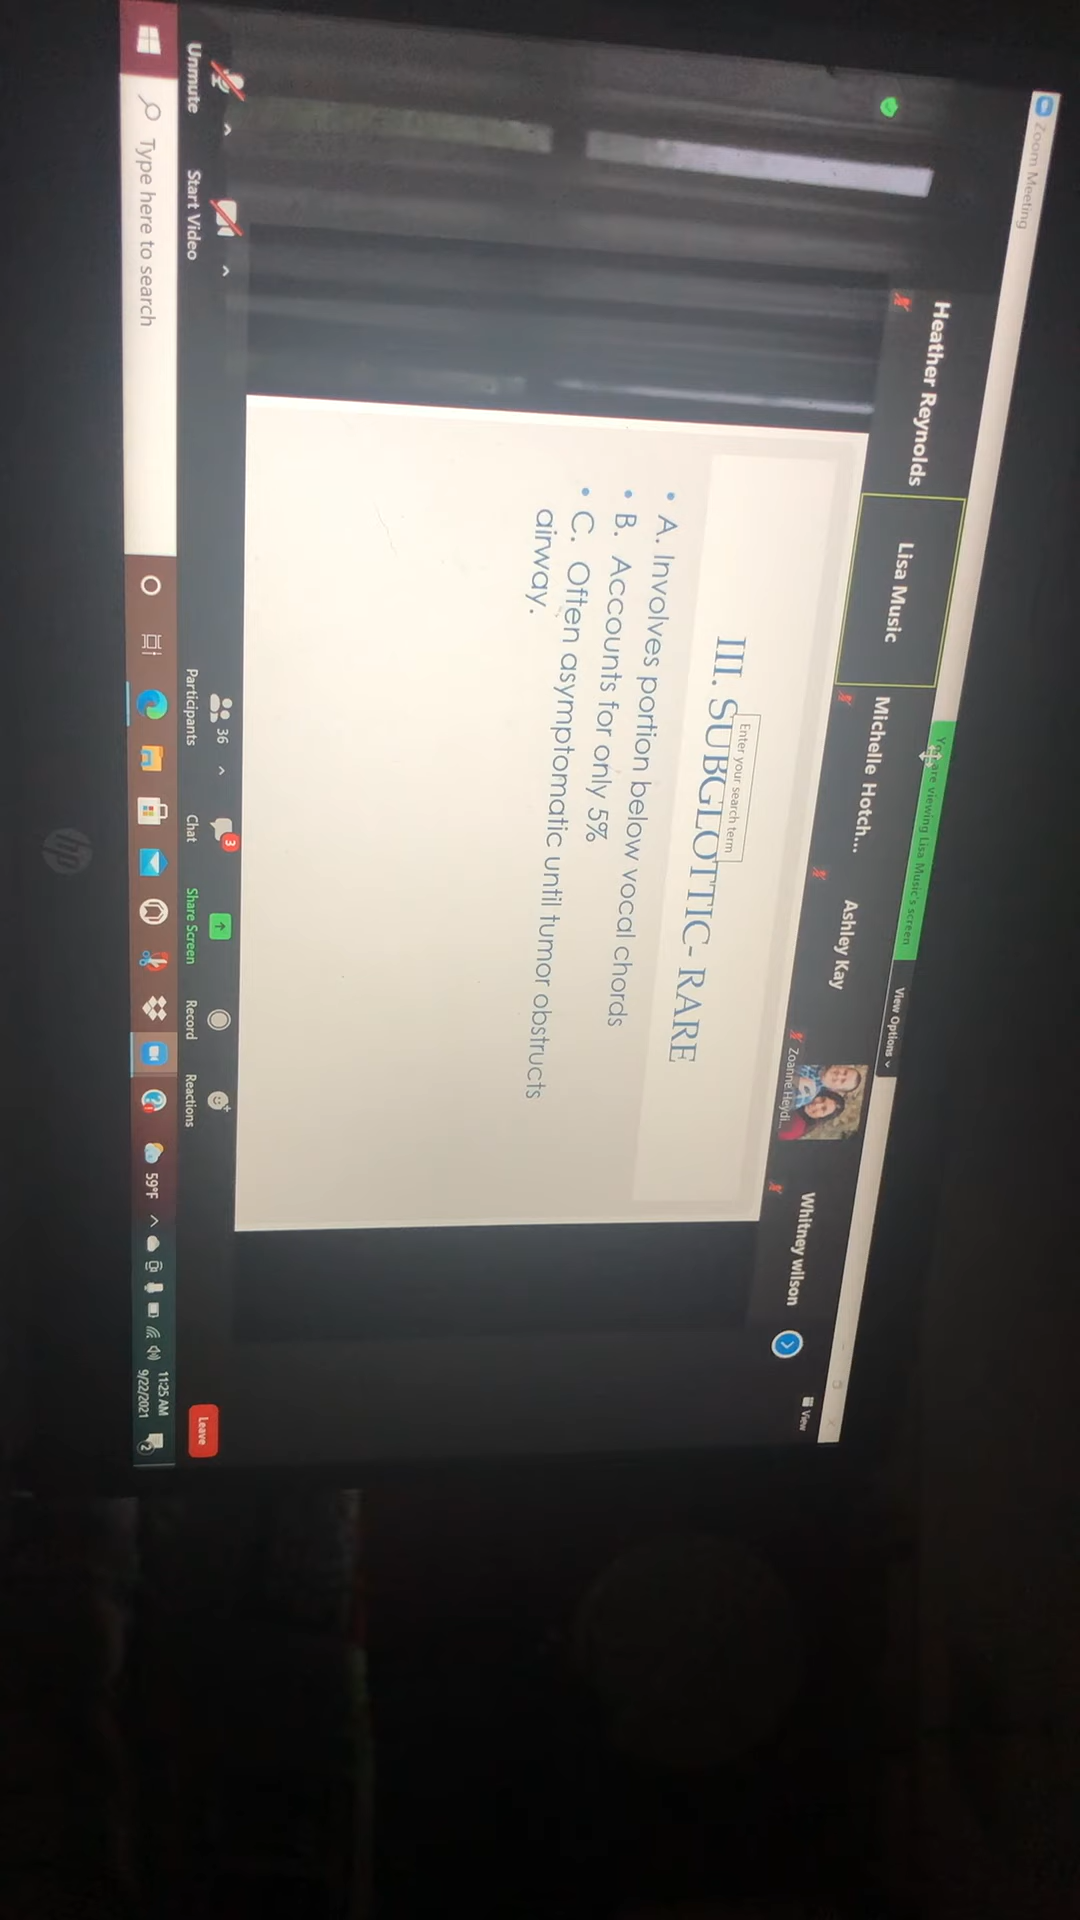 Zoom Meeting
You are viewing Lisa Music's screen
View Options
Heather Reynolds
Lisa Music
Michelle Hotch...
Ashley Kay
Zoanne Heydi...
Whitney wilson
View
Enter your search term
III. SUBGLOTTIC- RARE
• A. Involves portion below vocal chords
• B. Accounts for only 5%
• C. Often asymptomatic until tumor obstructs
airway.
Unmute
Start Video
Participants
36
Chat
3
Share Screen
Record
Reactions
Leave
Type here to search
59°F
11:25 AM
9/22/2021
2
hp